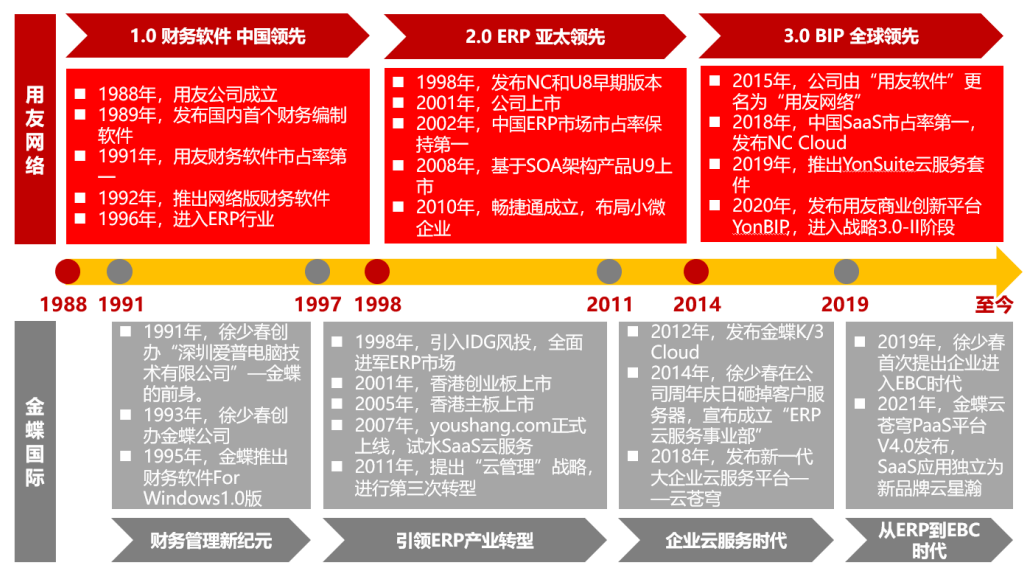 用友网络
1.0 财务软件 中国领先
1988年，用友公司成立
1989年，发布国内首个财务编制
软件
1991年，用友财务软件市占率第
一
1992年，推出网络版财务软件
1996年，进入ERP行业
2.0 ERP 亚太领先
1998年，发布NC和U8早期版本
2001年，公司上市
2002年，中国ERP市场市占率保
持第一
2008年，基于SOA架构产品U9上
市
2010年，畅捷通成立，布局小微
企业
3.0 BIP 全球领先
2015年，公司由“用友软件”更
名为“用友网络”
2018年，中国SaaS市占率第一，
发布NC Cloud
2019年，推出YonSuite云服务套
件
2020年，发布用友商业创新平台
YonBIP,，进入战略3.0-II阶段
1988 1991 1997 1998 2011 2014 2019 至今
金蝶国际
1991年，徐少春创
办“深圳爱普电脑技
术有限公司”—金蝶
的前身。
1993年，徐少春创
办金蝶公司
1995年，金蝶推出
财务软件For
Windows1.0版
财务管理新纪元
1998年，引入IDG风投，全面
进军ERP市场
2001年，香港创业板上市
2005年，香港主板上市
2007年，youshang.com正式
上线，试水SaaS云服务
2011年，提出“云管理”战略，
进行第三次转型
引领ERP产业转型
2012年，发布金蝶K/3
Cloud
2014年，徐少春在公
司周年庆日砸掉客户服
务器，宣布成立“ERP
云服务事业部”
2018年，发布新一代
大企业云服务平台—
—云苍穹
企业云服务时代
2019年，徐少春
首次提出企业进
入EBC时代
2021年，金蝶云
苍穹PaaS平台
V4.0发布，
SaaS应用独立为
新品牌云星瀚
从ERP到EBC
时代